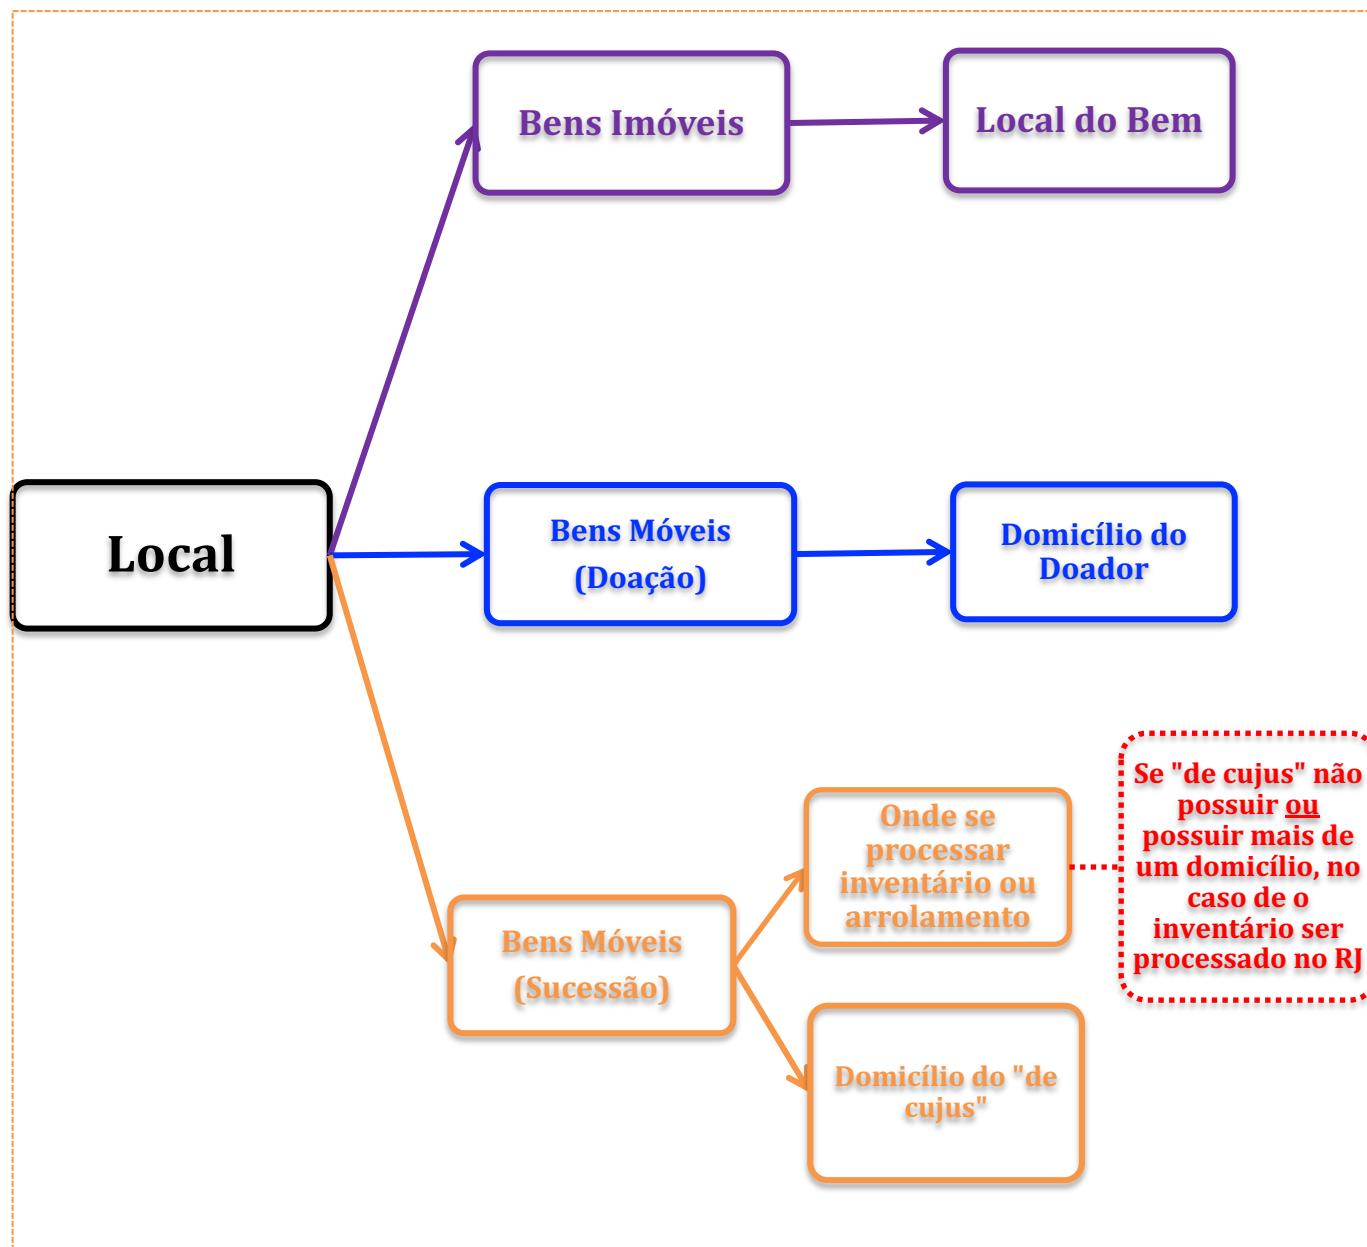 Bens Imóveis
Local do Bem
Local
Bens Móveis
(Doação)
Domicílio do
Doador
Bens Móveis
(Sucessão)
Onde se
processar
inventário ou
arrolamento
Se "de cujus" não
possuir ou
possuir mais de
um domicílio, no
caso de o
inventário ser
processado no RJ
Domicílio do "de
cujus"